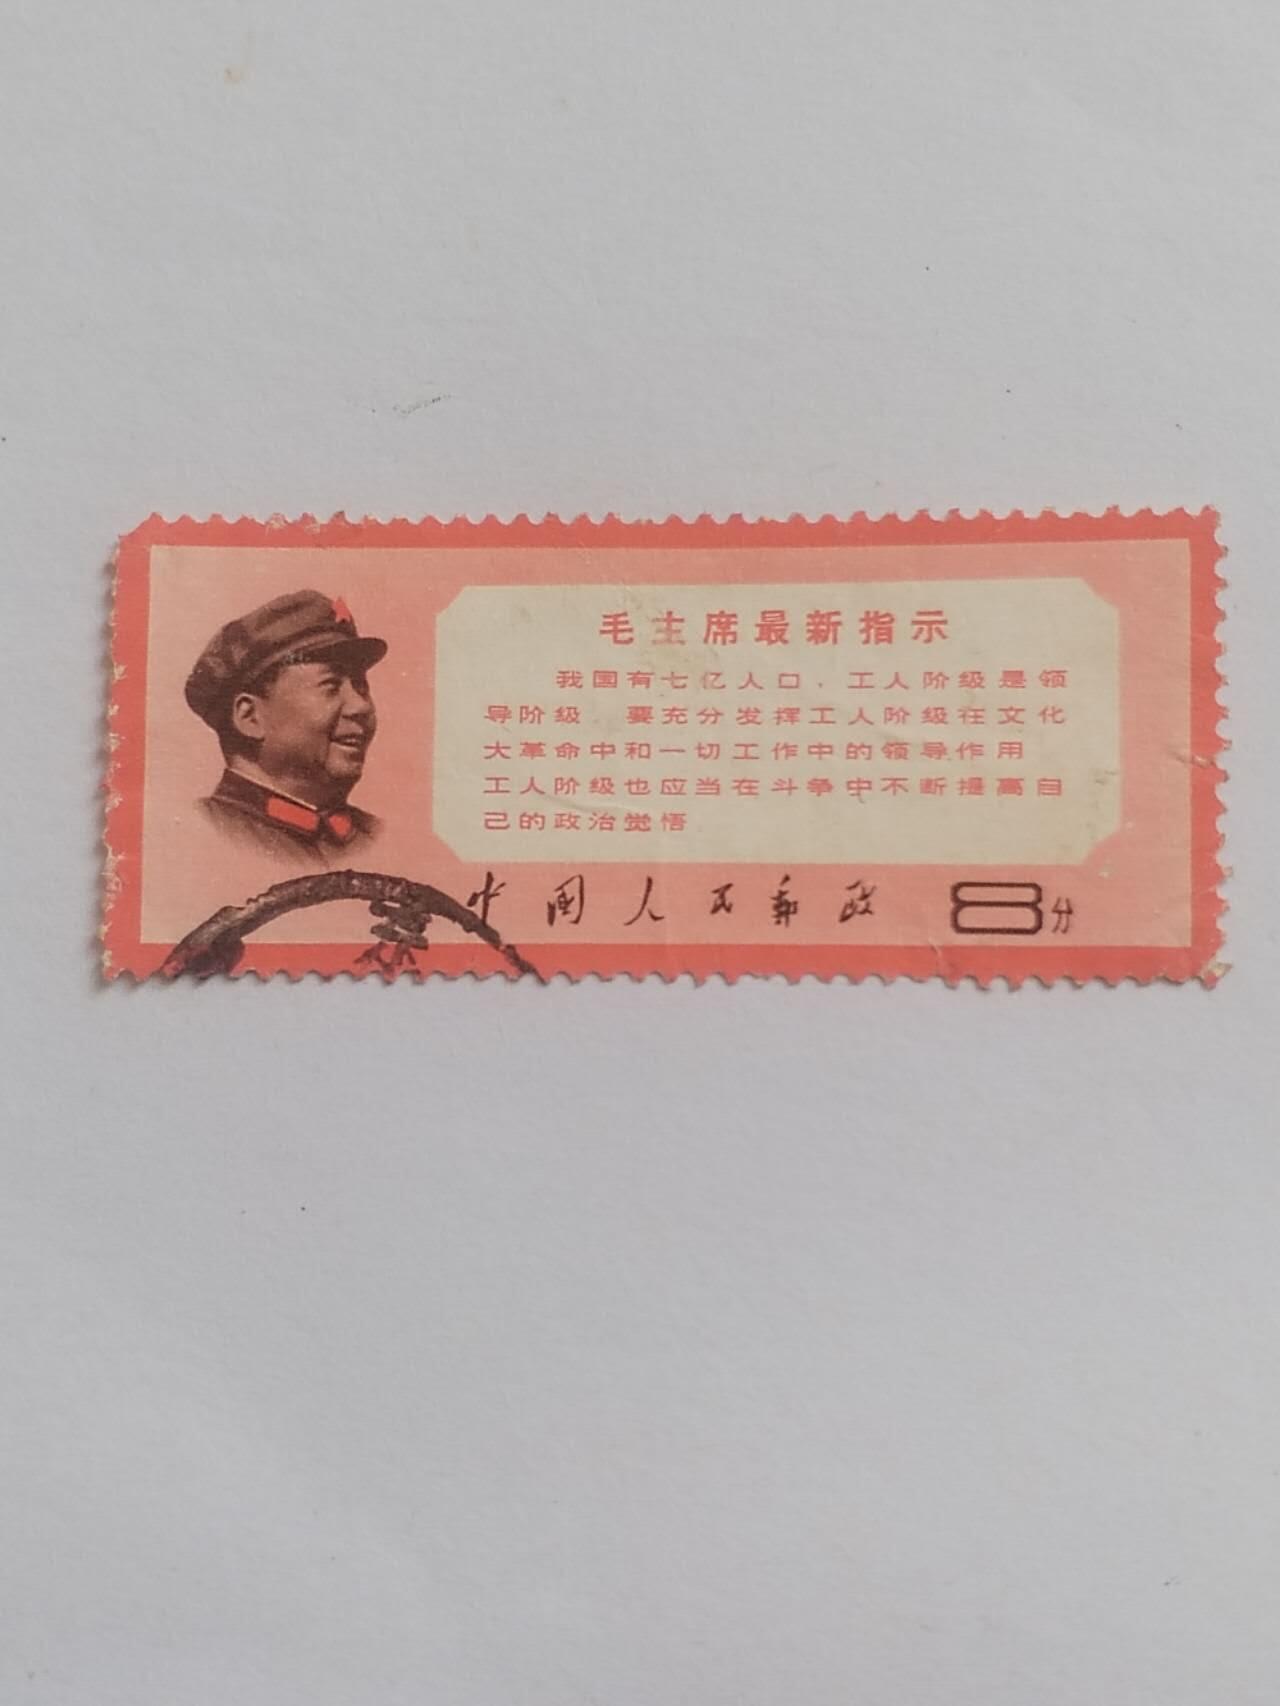 毛主席最新指示
我国有七亿人口，工人阶级是领
导阶级 要充分发挥工人阶级在文化
大革命中和一切工作中的领导作用
工人阶级也应当在斗争中不断提高自
己的政治觉悟
中国人民邮政 8分